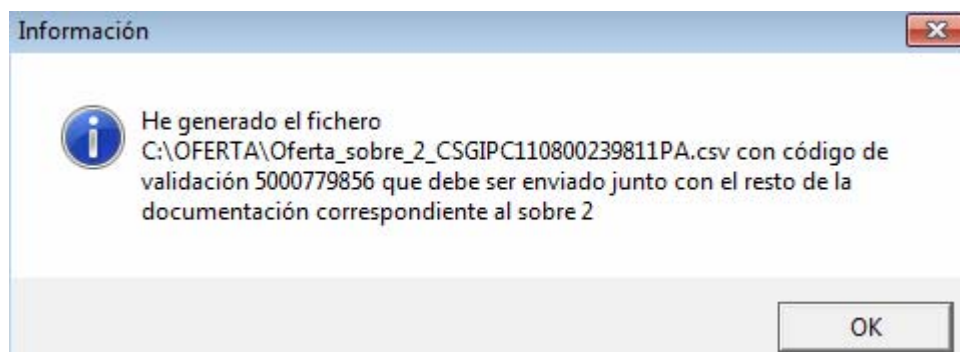 Información
He generado el fichero
C:\OFERTA\Oferta_sobre_2_CSGIPC110800239811PA.csv con código de
validación 5000779856 que debe ser enviado junto con el resto de la
documentación correspondiente al sobre 2
OK